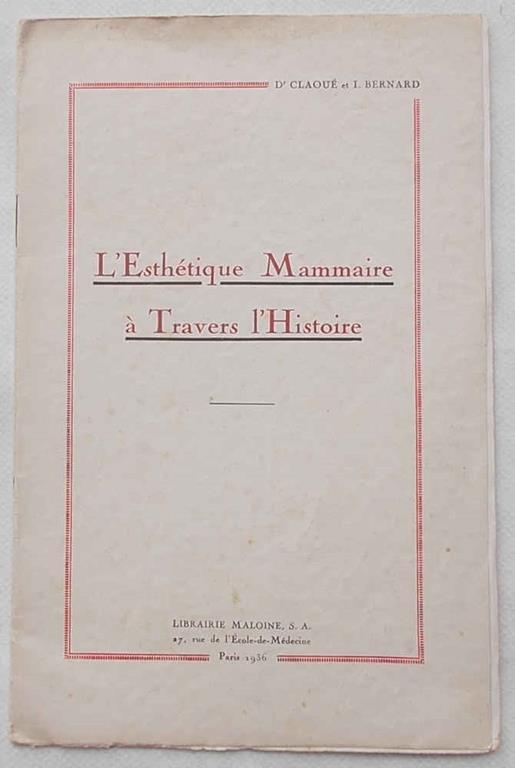 Dr CLAOUÉ et I. BERNARD
L'Esthétique Mammaire
à Travers l'Histoire
LIBRAIRIE MALOINE, S. A.
27, rue de l'École-de-Médecine
Paris 1936